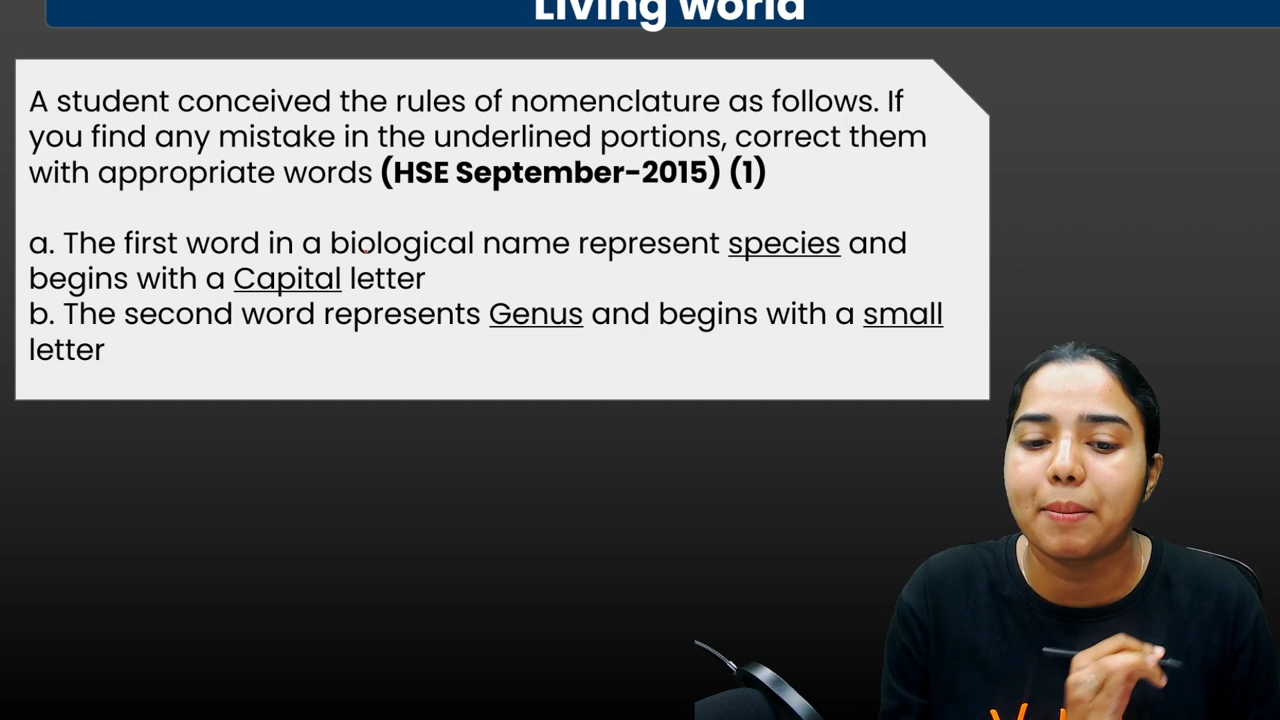 Living world
A student conceived the rules of nomenclature as follows. If
you find any mistake in the underlined portions, correct them
with appropriate words (HSE September-2015) (1)
a. The first word in a biological name represent species and
begins with a Capital letter
b. The second word represents Genus and begins with a small
letter